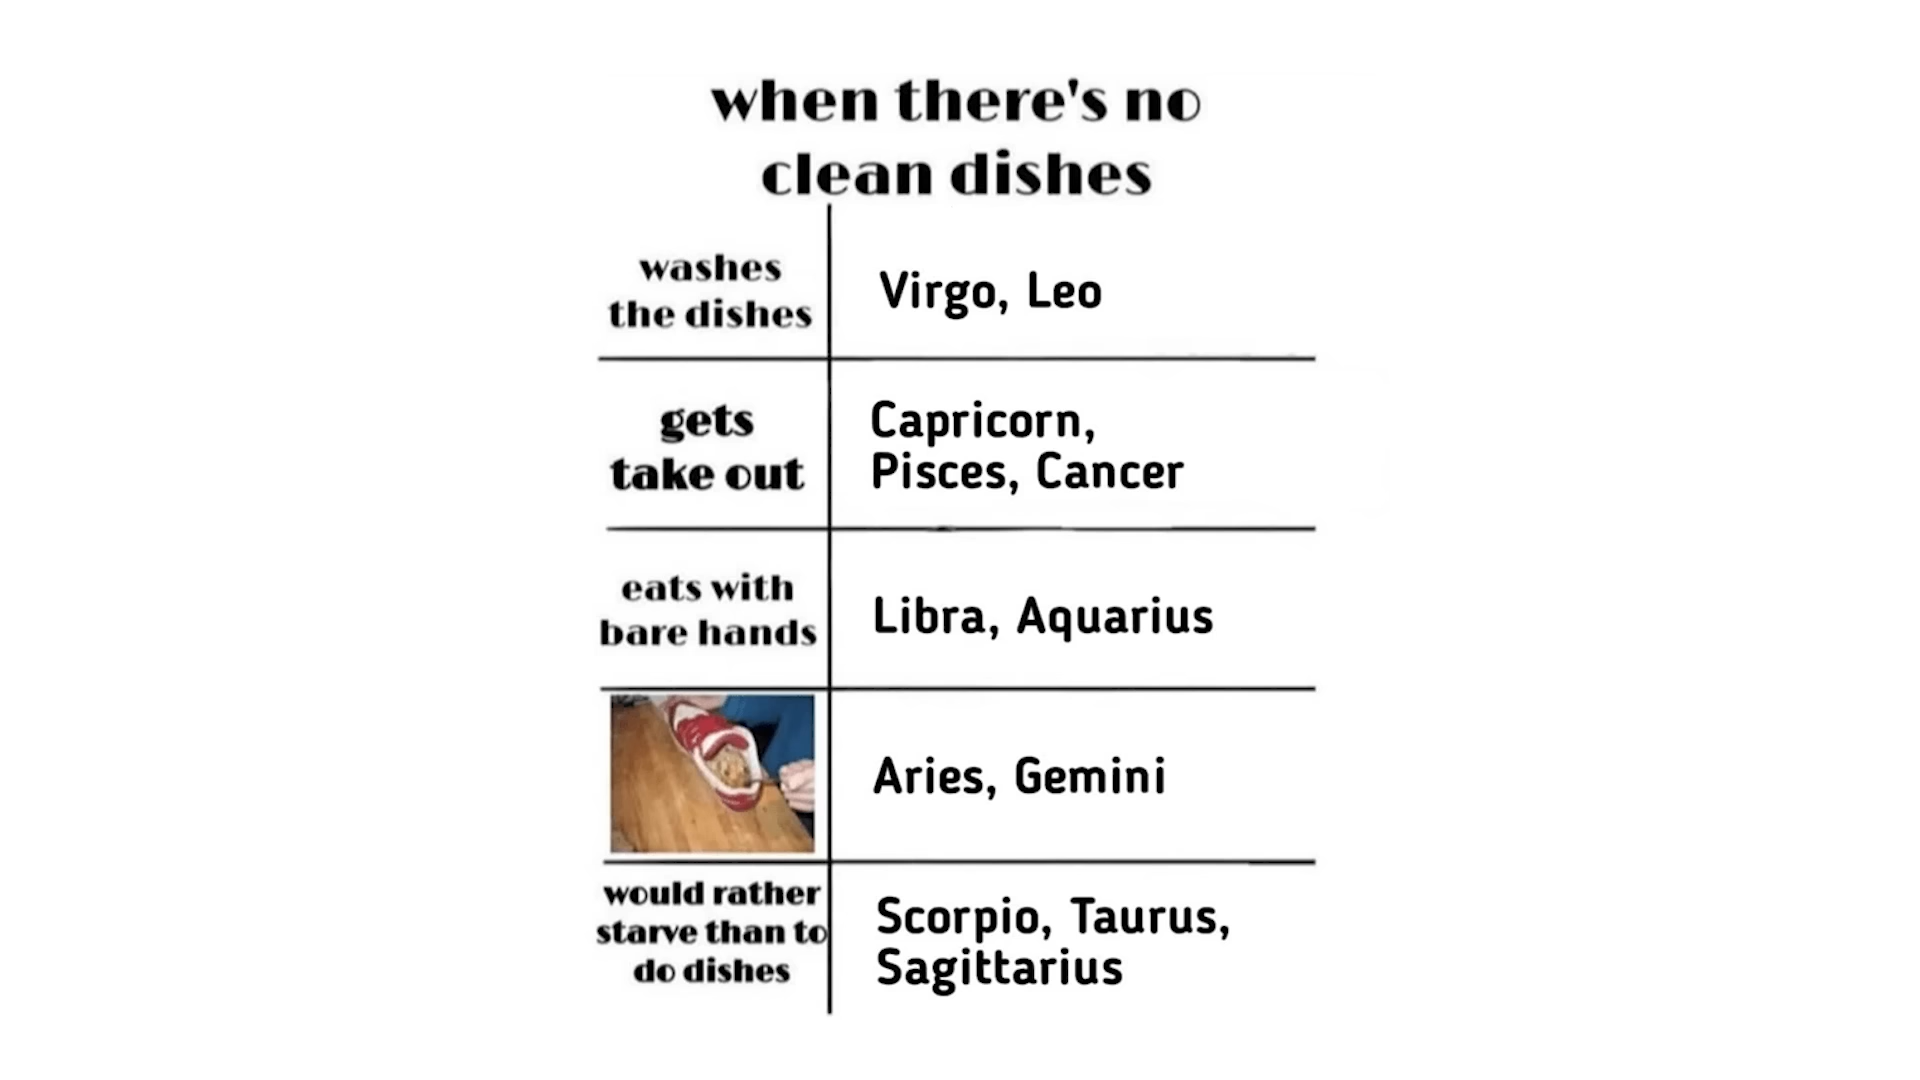 when there's no
clean dishes
washes
the dishes
Virgo, Leo
gets
take out
Capricorn,
Pisces, Cancer
eats with
bare hands
Libra, Aquarius
Aries, Gemini
would rather
starve than to
do dishes
Scorpio, Taurus,
Sagittarius